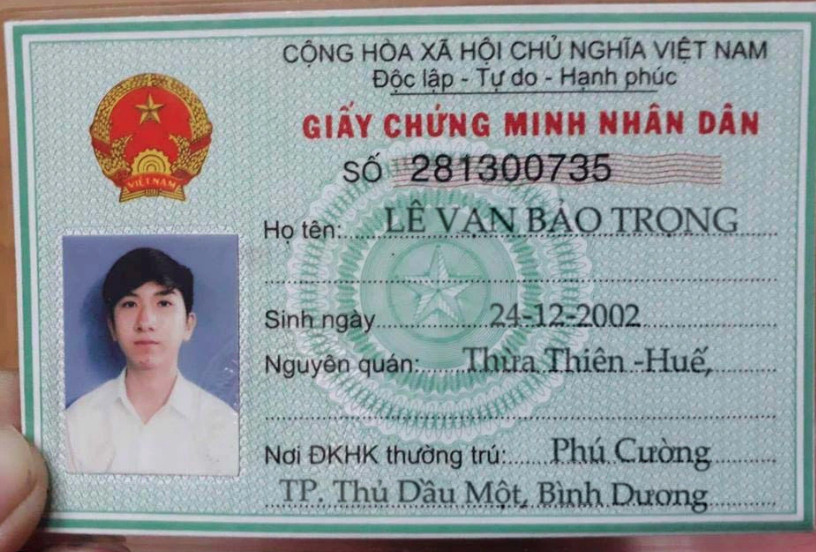 CỘNG HÒA XÃ HỘI CHỦ NGHĨA VIỆT NAM
Độc lập - Tự do - Hạnh phúc
GIẤY CHỨNG MINH NHÂN DÂN
SỐ 281300735
VIỆT NAM
Họ tên: LÊ VẠN BẢO TRỌNG
Sinh ngày 24-12-2002
Nguyên quán: Thừa Thiên -Huế,
Nơi ĐKHK thường trú: Phú Cường
TP. Thủ Dầu Một, Bình Dương